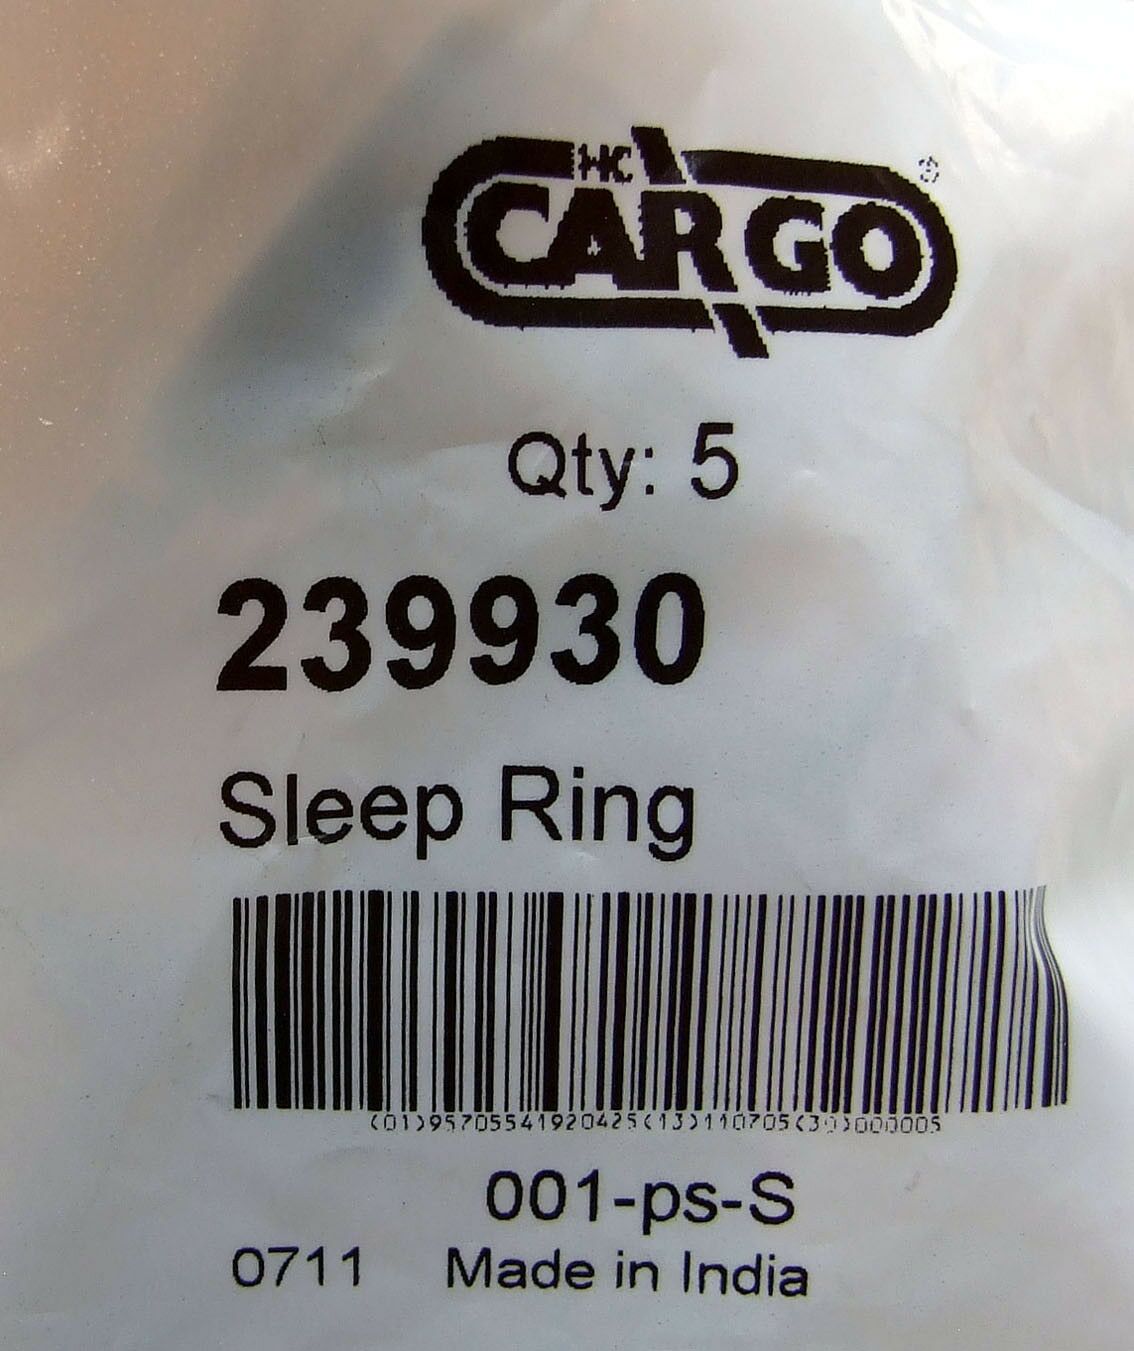 HC
CARGO ®
Qty: 5
239930
Sleep Ring
(01)95705541920425(13)110705(30)000005
001-ps-S
0711 Made in India